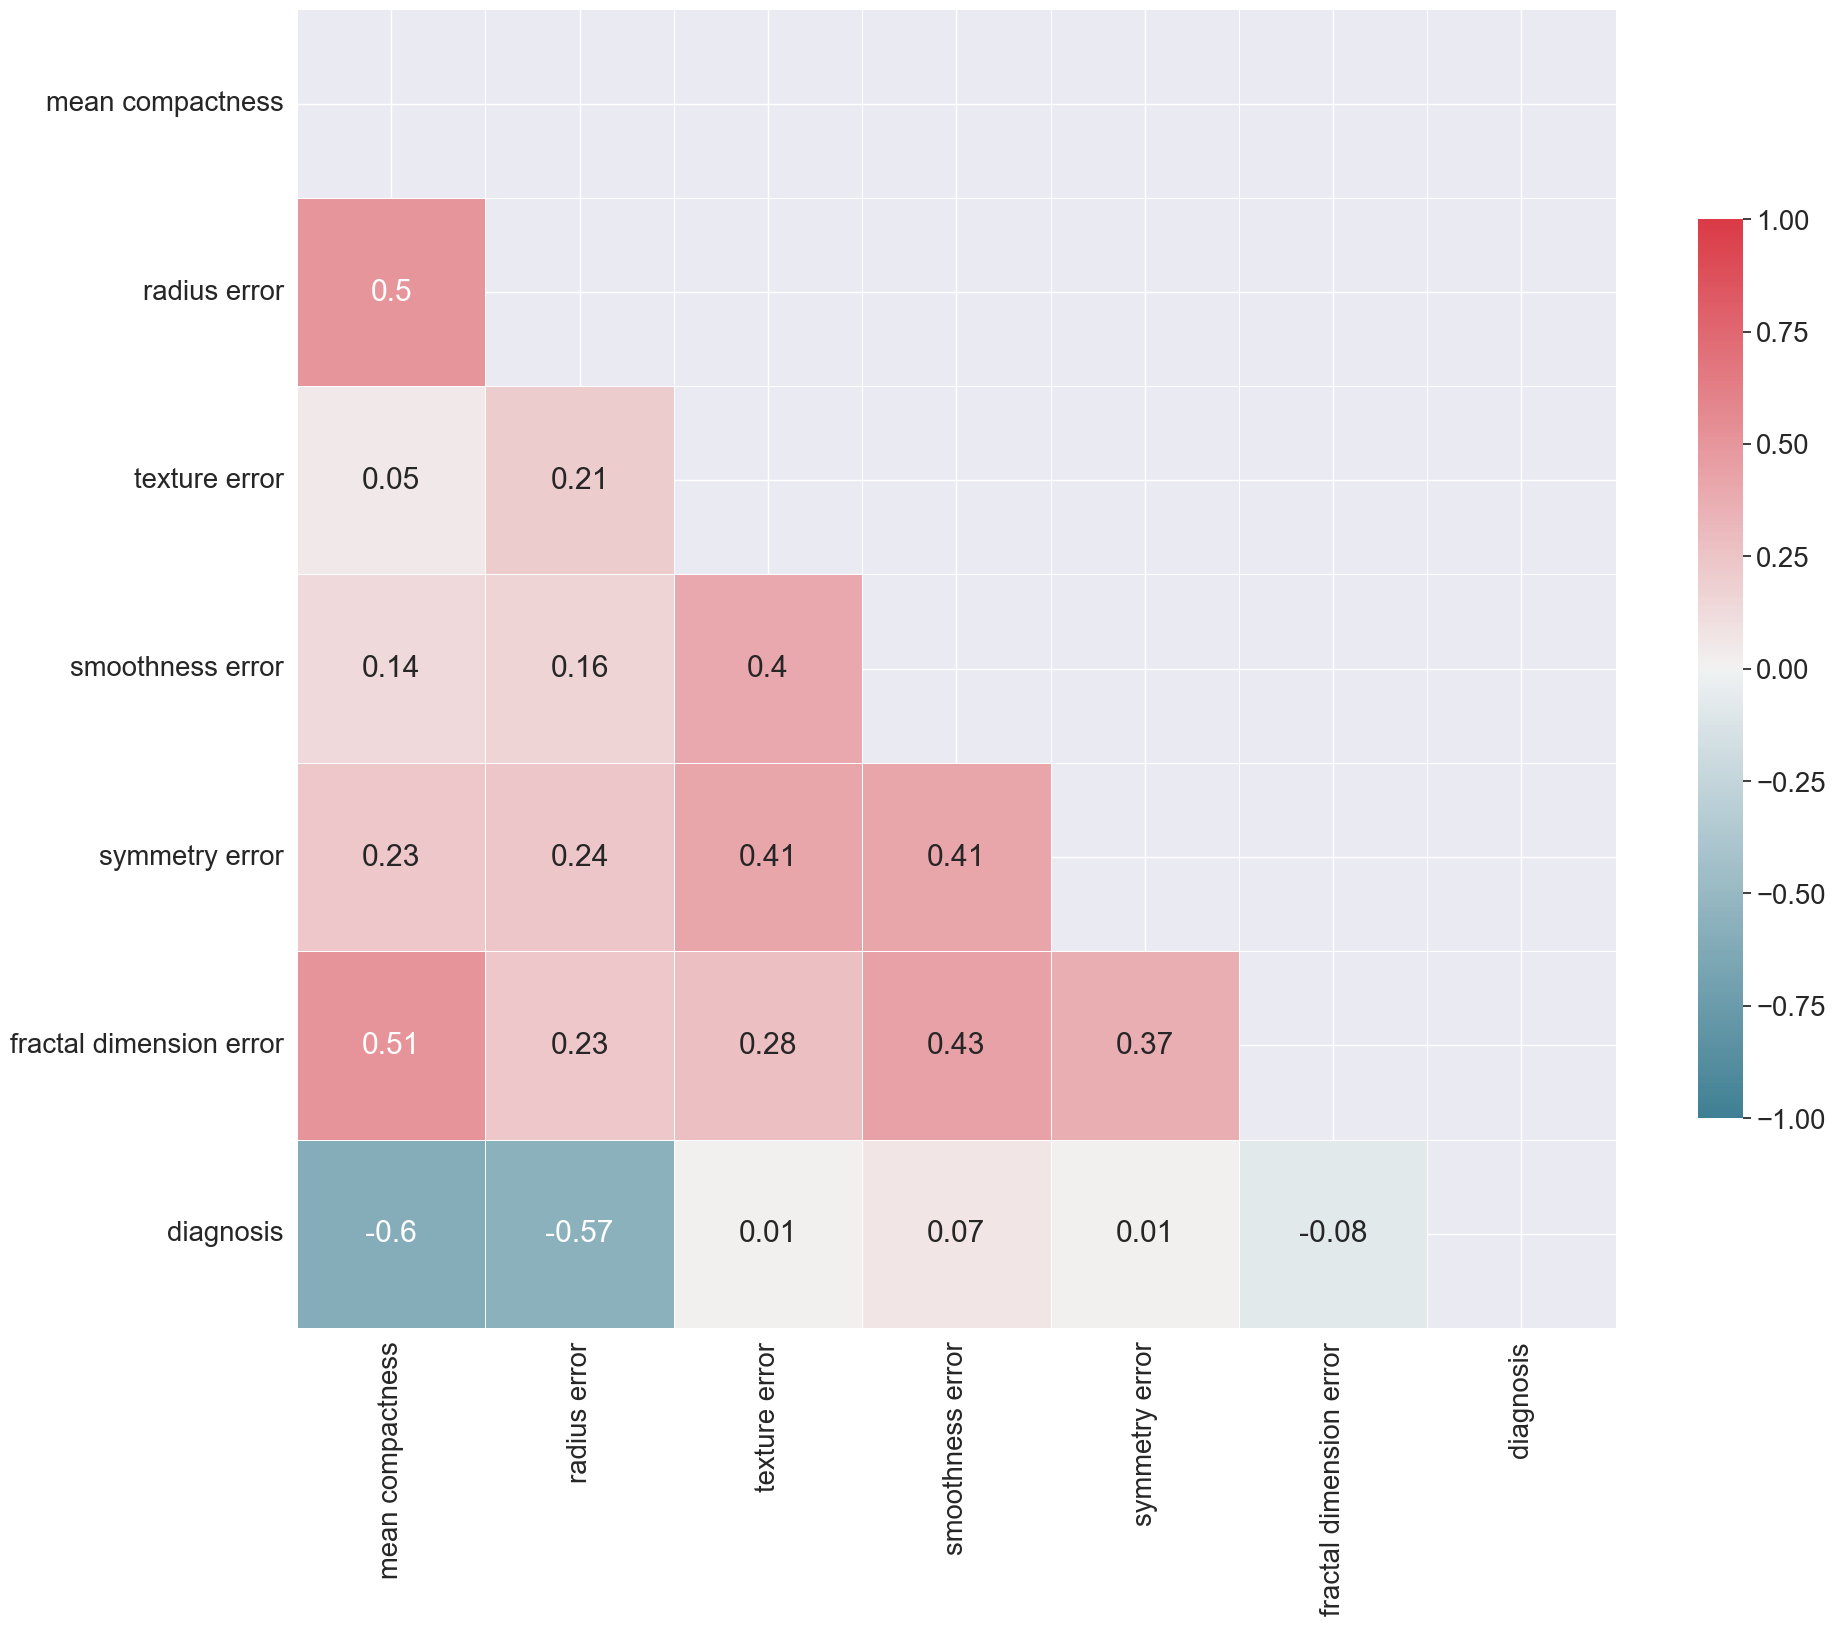 mean compactness
radius error
0.5
texture error
0.05 0.21
smoothness error
0.14 0.16 0.4
symmetry error
0.23 0.24 0.41 0.41
fractal dimension error
0.51 0.23 0.28 0.43 0.37
diagnosis
-0.6 -0.57 0.01 0.07 0.01 -0.08
mean compactness
radius error
texture error
smoothness error
symmetry error
fractal dimension error
diagnosis
1.00
0.75
0.50
0.25
0.00
−0.25
−0.50
−0.75
−1.00